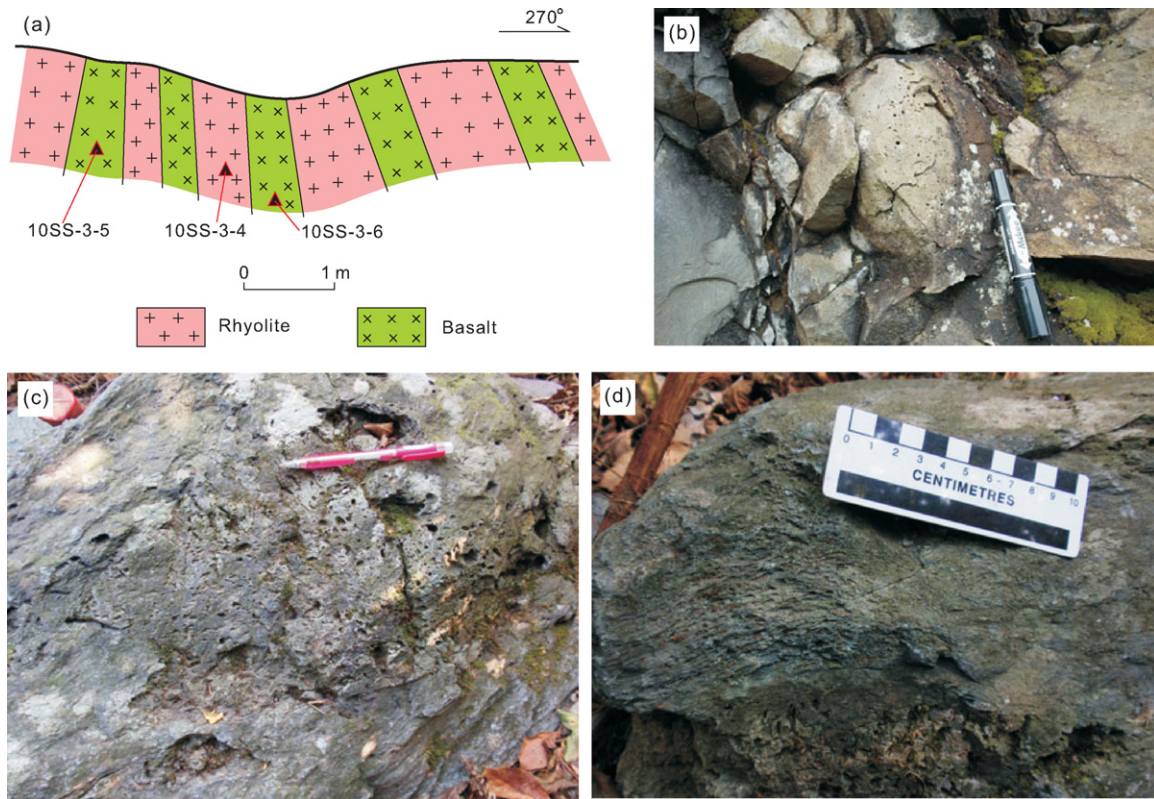 (a)
270°
10SS-3-5
10SS-3-4
10SS-3-6
0 1 m
Rhyolite
Basalt
(b)
(c)
(d)
0 1 2 3 4 5 6 - 7 8 9 10
CENTIMETRES